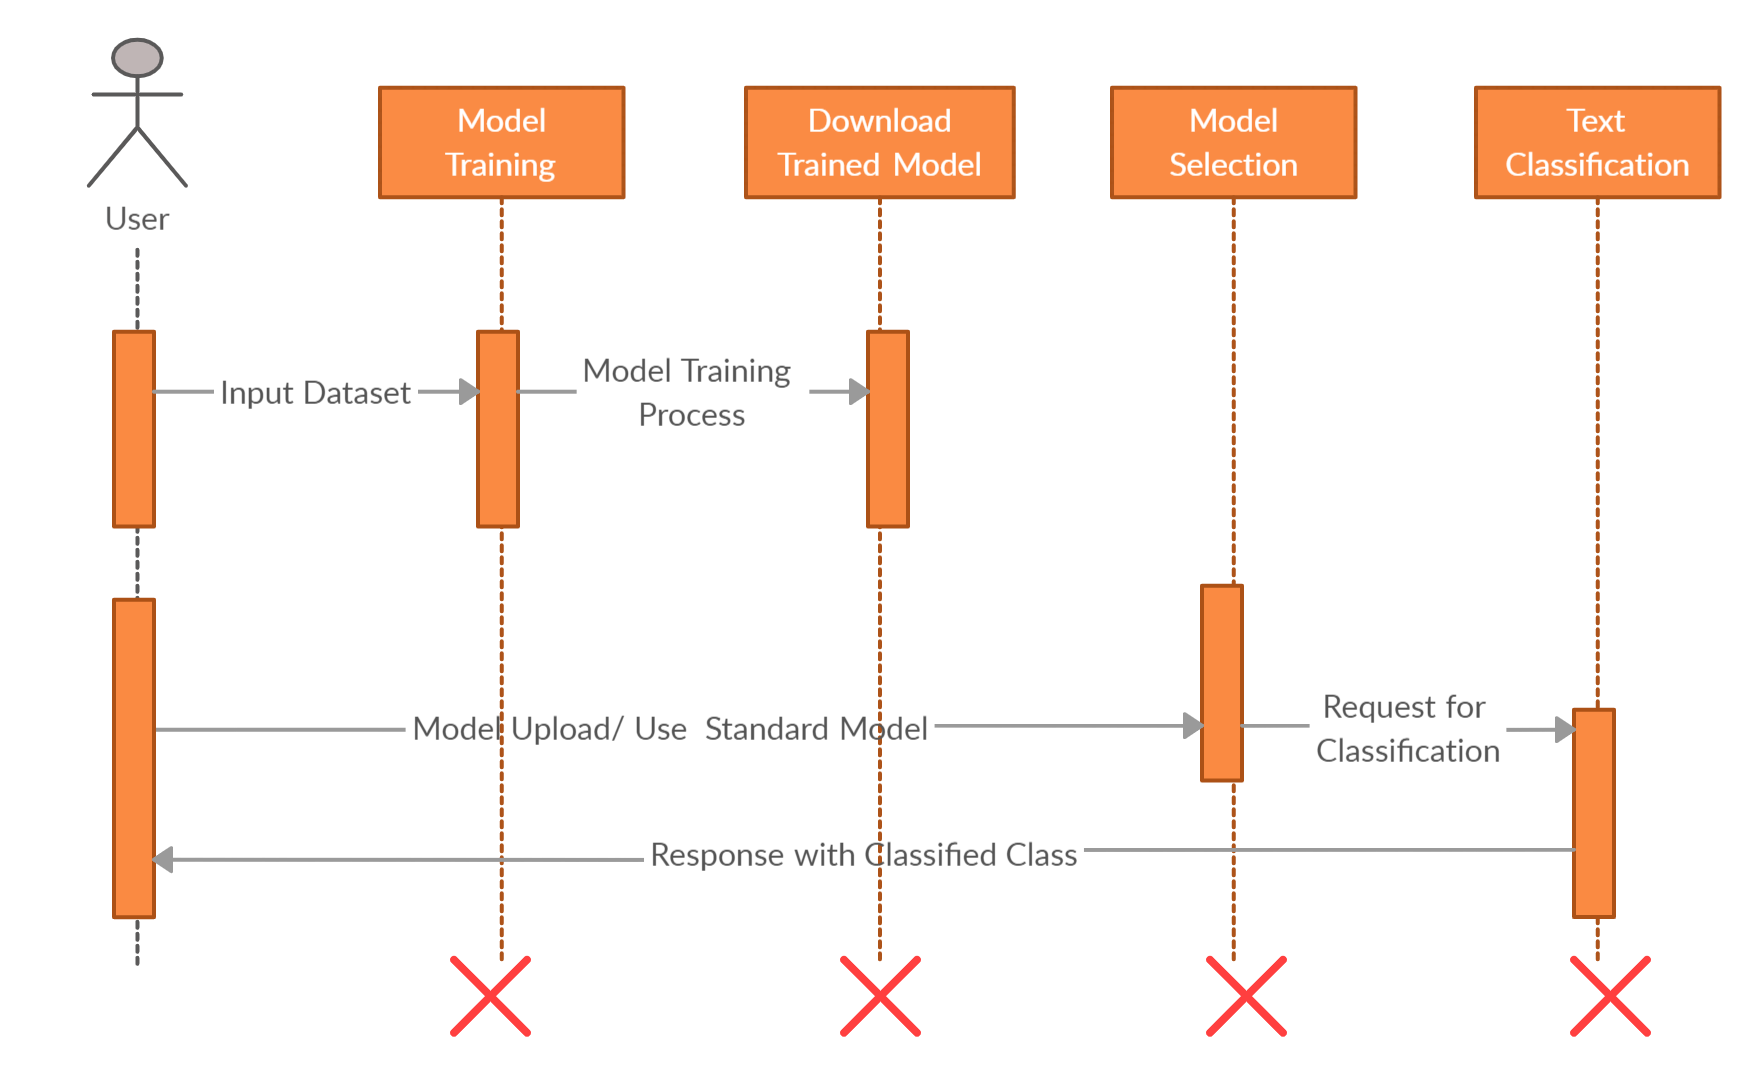 User
Model
Training
Download
Trained Model
Model
Selection
Text
Classification
Input Dataset
Model Training
Process
Model Upload/ Use Standard Model
Request for
Classification
Response with Classified Class